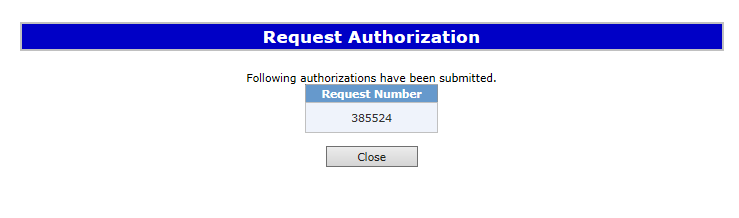 Request Authorization
Following authorizations have been submitted.
Request Number
385524
Close